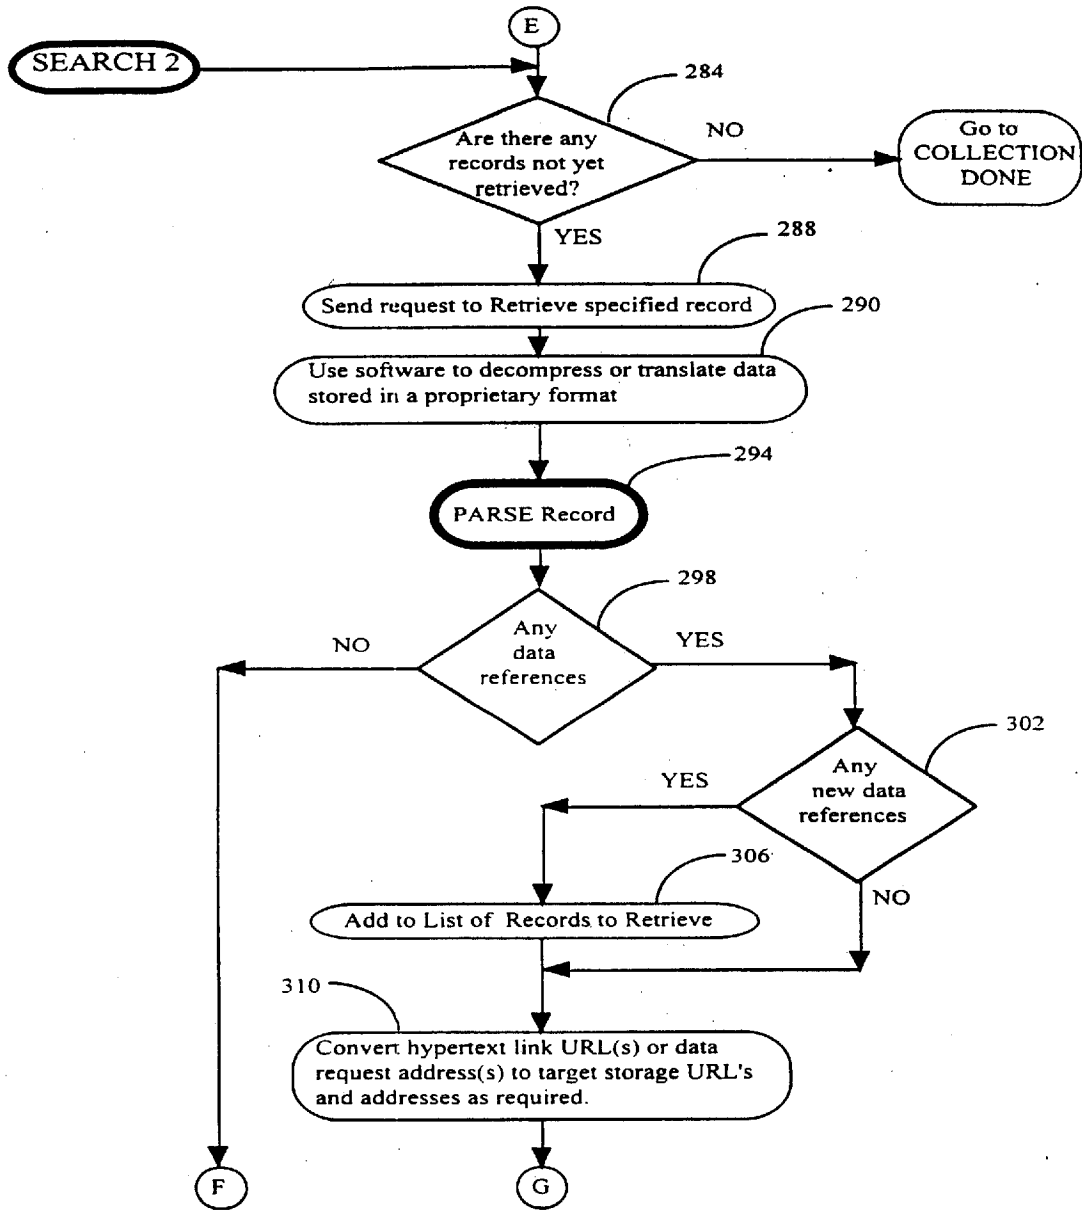 E
SEARCH 2
284
Are there any
records not yet
retrieved?
NO
Go to
COLLECTION
DONE
YES
288
Send request to Retrieve specified record
290
Use software to decompress or translate data
stored in a proprietary format
294
PARSE Record
298
Any
data
references
NO
YES
302
Any
new data
references
YES
NO
306
Add to List of Records to Retrieve
310
Convert hypertext link URL(s) or data
request address(s) to target storage URL's
and addresses as required.
F
G